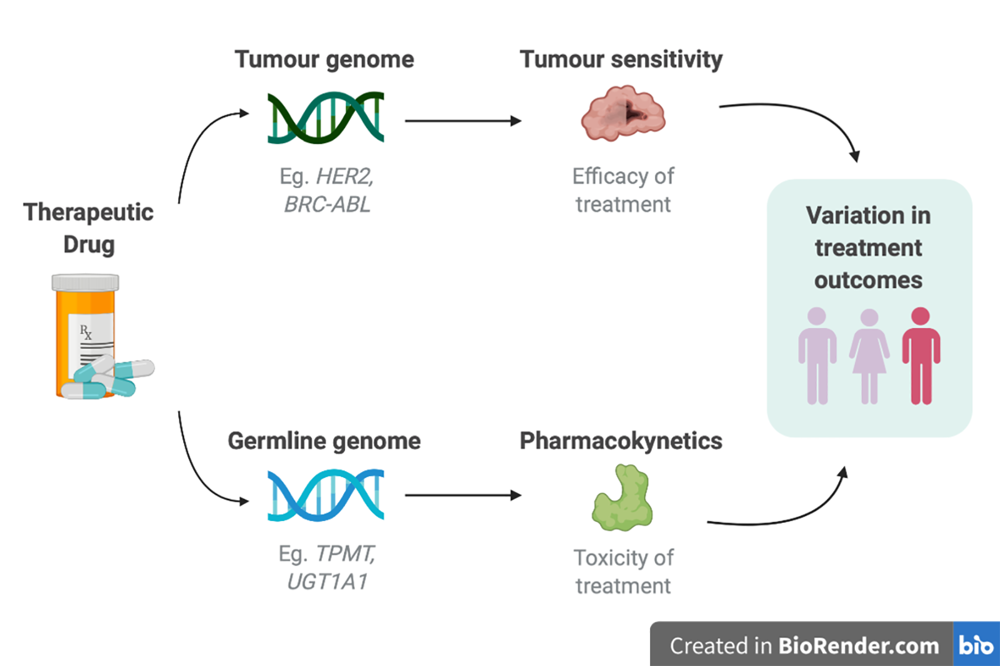 Tumour genome
Eg. HER2,
BRC-ABL
Tumour sensitivity
Efficacy of
treatment
Therapeutic
Drug
Rx
Variation in
treatment
outcomes
Germline genome
Eg. TPMT,
UGT1A1
Pharmacokynetics
Toxicity of
treatment
Created in BioRender.com bio